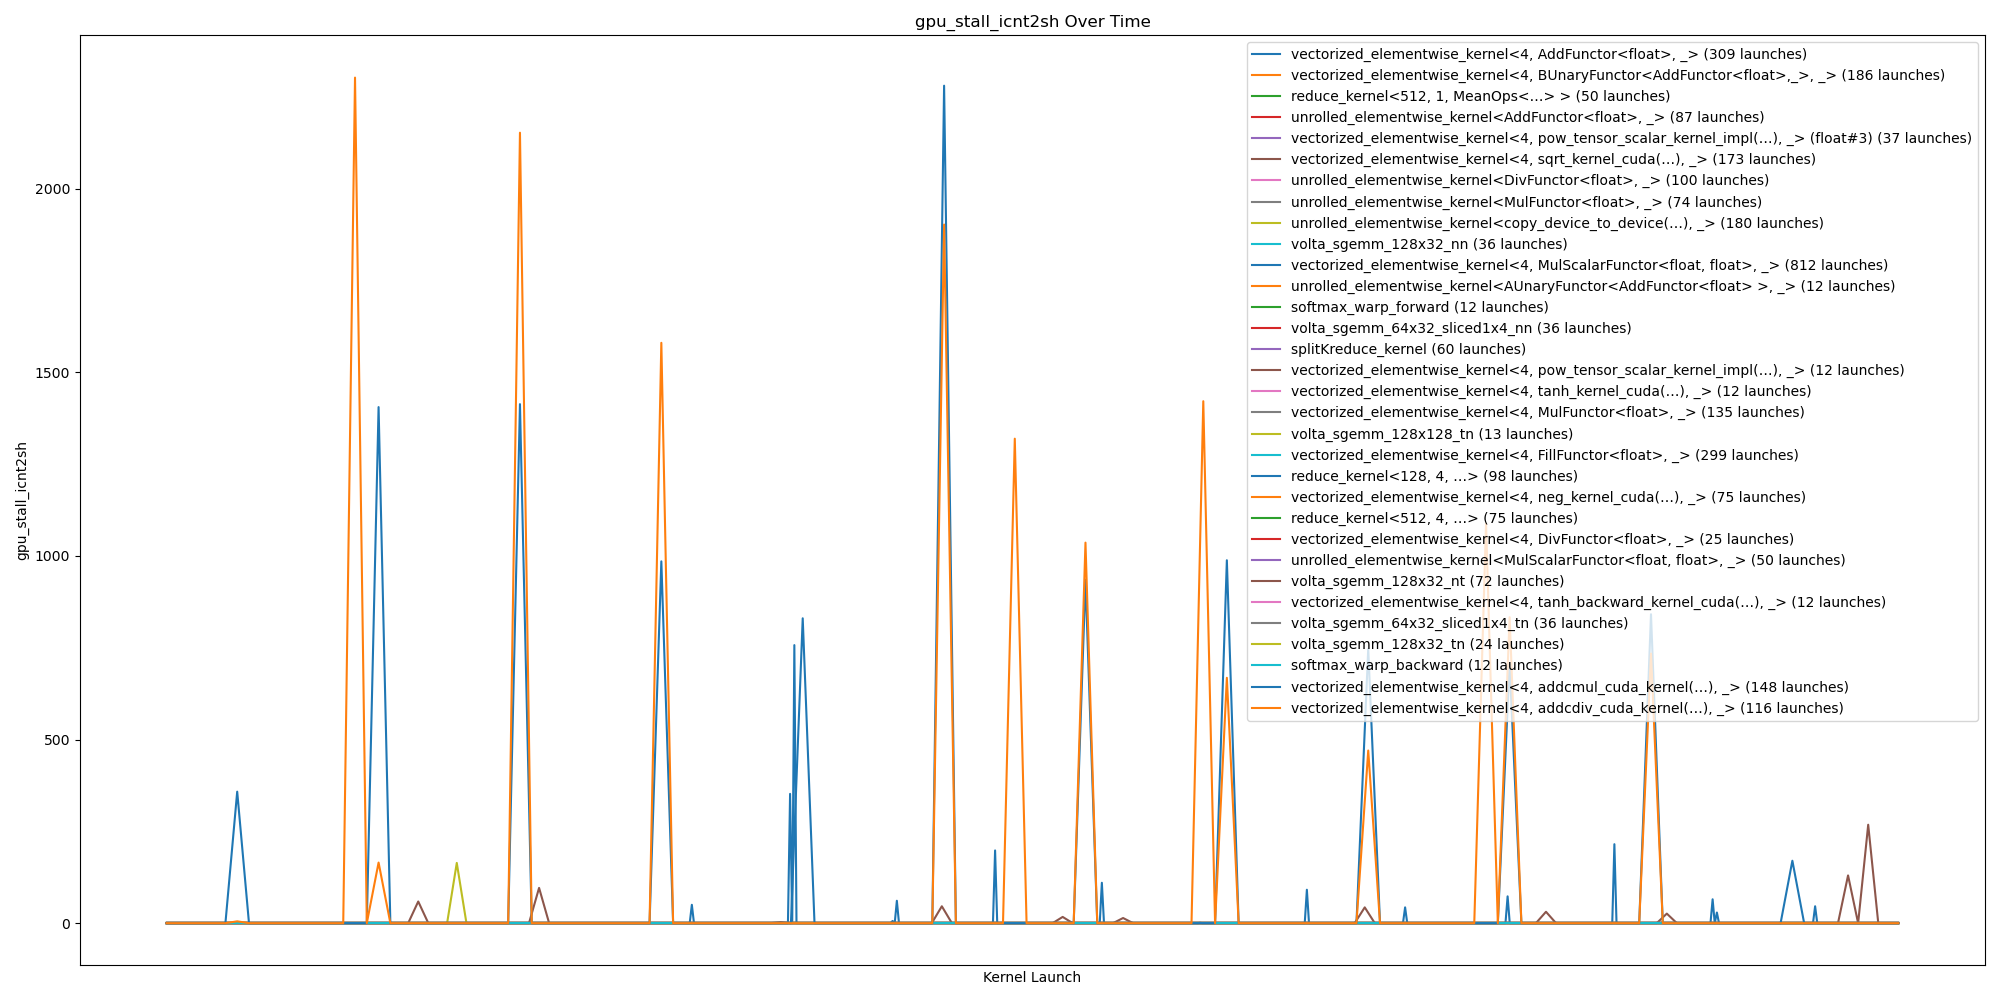 gpu_stall_icnt2sh Over Time
vectorized_elementwise_kernel<4, AddFunctor<float>, _> (309 launches)
vectorized_elementwise_kernel<4, BUnaryFunctor<AddFunctor<float>,_>, _> (186 launches)
reduce_kernel<512, 1, MeanOps<...> > (50 launches)
unrolled_elementwise_kernel<AddFunctor<float>, _> (87 launches)
vectorized_elementwise_kernel<4, pow_tensor_scalar_kernel_impl(...), _> (float#3) (37 launches)
vectorized_elementwise_kernel<4, sqrt_kernel_cuda(...), _> (173 launches)
unrolled_elementwise_kernel<DivFunctor<float>, _> (100 launches)
unrolled_elementwise_kernel<MulFunctor<float>, _> (74 launches)
unrolled_elementwise_kernel<copy_device_to_device(...), _> (180 launches)
volta_sgemm_128x32_nn (36 launches)
vectorized_elementwise_kernel<4, MulScalarFunctor<float, float>, _> (812 launches)
unrolled_elementwise_kernel<AUnaryFunctor<AddFunctor<float> >, _> (12 launches)
softmax_warp_forward (12 launches)
volta_sgemm_64x32_sliced1x4_nn (36 launches)
splitKreduce_kernel (60 launches)
vectorized_elementwise_kernel<4, pow_tensor_scalar_kernel_impl(...), _> (12 launches)
vectorized_elementwise_kernel<4, tanh_kernel_cuda(...), _> (12 launches)
vectorized_elementwise_kernel<4, MulFunctor<float>, _> (135 launches)
volta_sgemm_128x128_tn (13 launches)
vectorized_elementwise_kernel<4, FillFunctor<float>, _> (299 launches)
reduce_kernel<128, 4, ...> (98 launches)
vectorized_elementwise_kernel<4, neg_kernel_cuda(...), _> (75 launches)
reduce_kernel<512, 4, ...> (75 launches)
vectorized_elementwise_kernel<4, DivFunctor<float>, _> (25 launches)
unrolled_elementwise_kernel<MulScalarFunctor<float, float>, _> (50 launches)
volta_sgemm_128x32_nt (72 launches)
vectorized_elementwise_kernel<4, tanh_backward_kernel_cuda(...), _> (12 launches)
volta_sgemm_64x32_sliced1x4_tn (36 launches)
volta_sgemm_128x32_tn (24 launches)
softmax_warp_backward (12 launches)
vectorized_elementwise_kernel<4, addcmul_cuda_kernel(...), _> (148 launches)
vectorized_elementwise_kernel<4, addcdiv_cuda_kernel(...), _> (116 launches)
gpu_stall_icnt2sh
2000
1500
1000
500
0
Kernel Launch